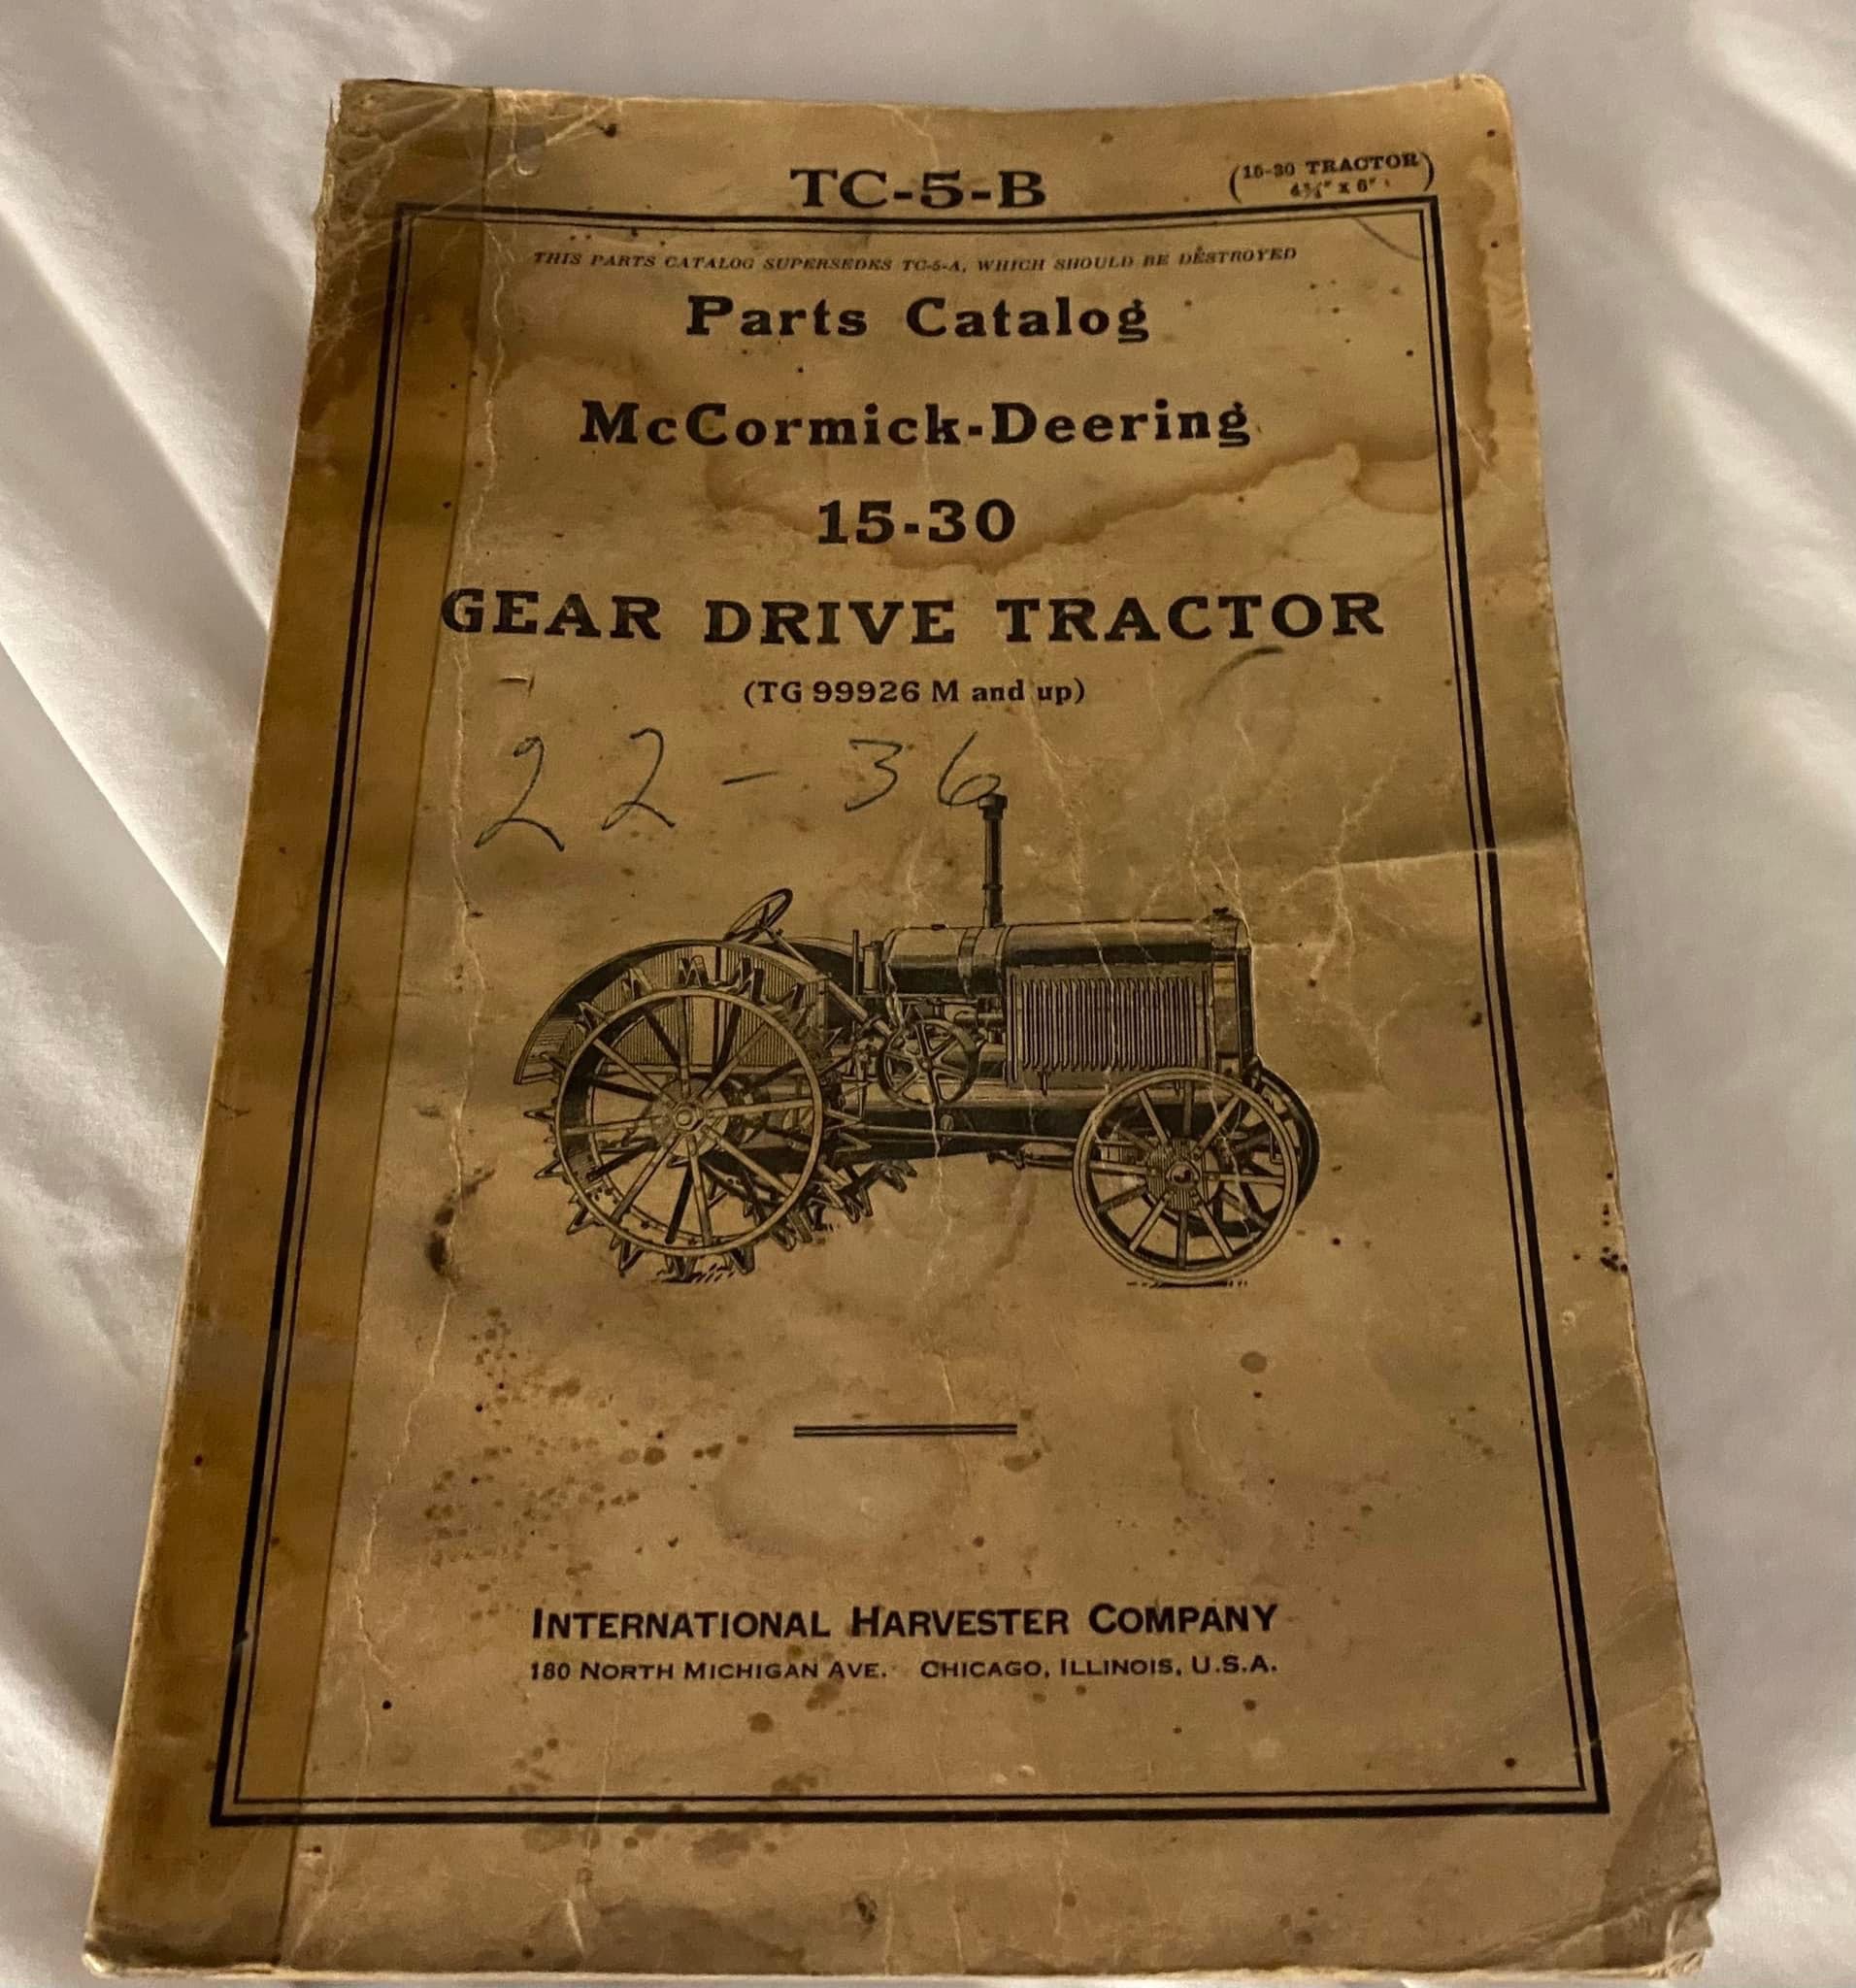 TC-5-B
(15-30 TRACTOR)
4¾" x 6"
THIS PARTS CATALOG SUPERSEDES TC-5-A, WHICH SHOULD BE DESTROYED
Parts Catalog
McCormick-Deering
15-30
GEAR DRIVE TRACTOR
(TG 99926 M and up)
22-36
INTERNATIONAL HARVESTER COMPANY
180 NORTH MICHIGAN AVE. CHICAGO, ILLINOIS, U.S.A.